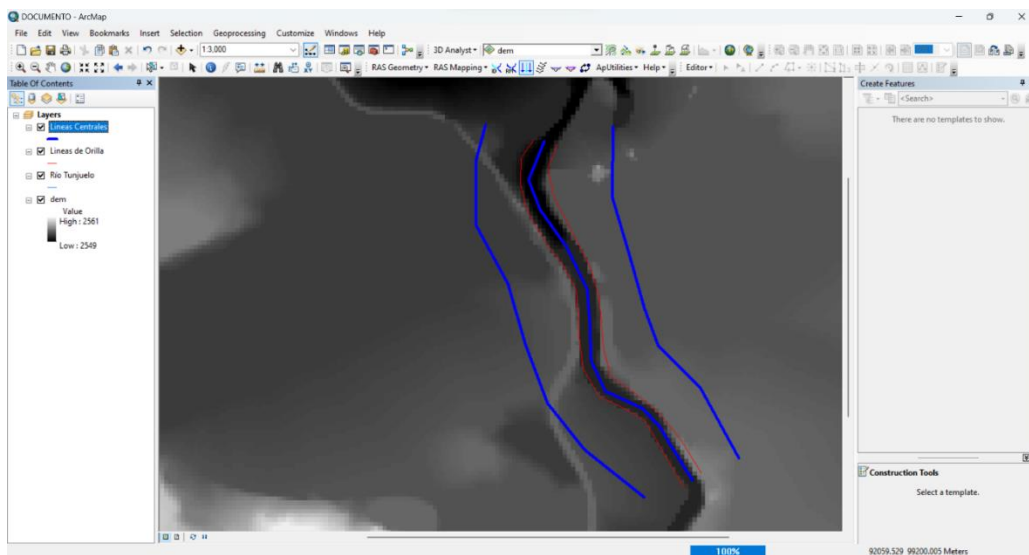 DOCUMENTO - ArcMap
File Edit View Bookmarks Insert Selection Geoprocessing Customize Windows Help
1:3,000
3D Analyst dem
RAS Geometry RAS Mapping ApUtilities Help Editor
Table Of Contents
Create Features
Layers
<Search>
Lineas Centrales
There are no templates to show.
Lineas de Orilla
Río Tunjuelo
dem
Value
High : 2561
Low : 2549
Construction Tools
Select a template.
100%
92059.529 99200.005 Meters